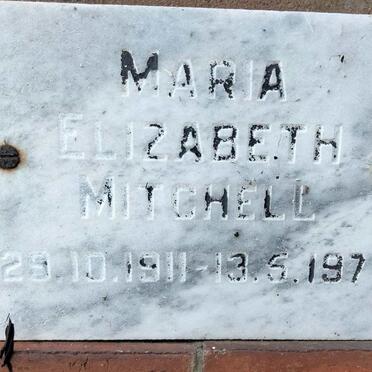 MARIA
ELIZABETH
MITCHELL
29.10.1911-13.5.197